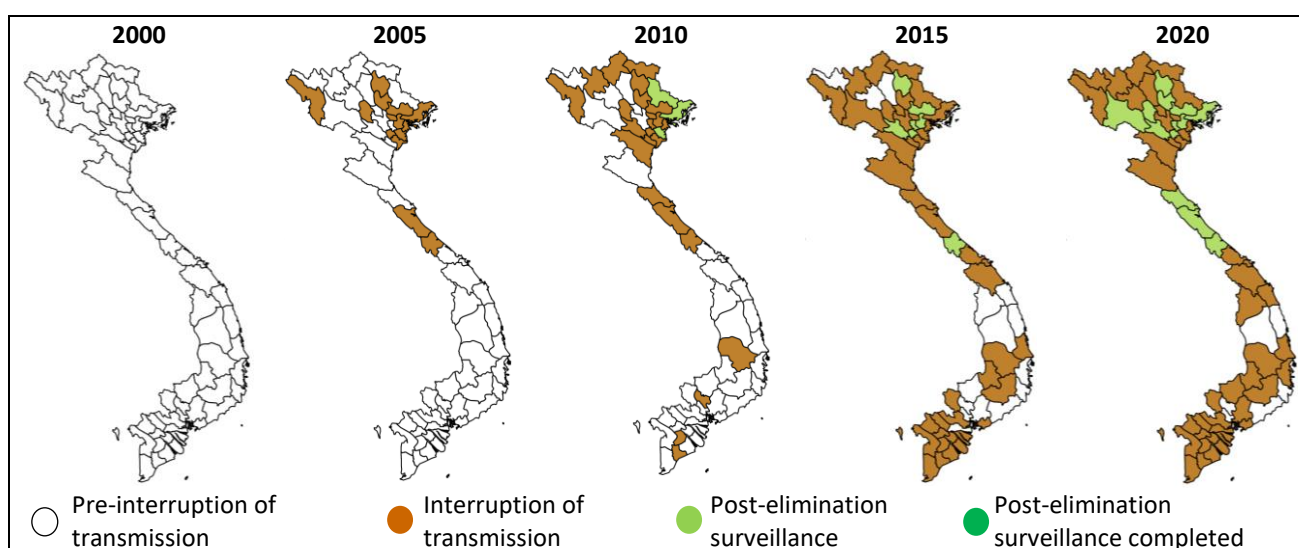 2000 2005 2010 2015 2020
Pre-interruption of
transmission
Interruption of
transmission
Post-elimination
surveillance
Post-elimination
surveillance completed